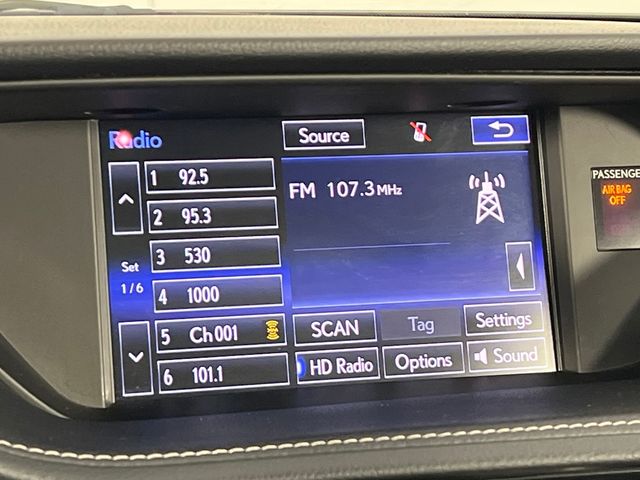 Radio
Source
1 92.5
2 95.3
3 530
4 1000
5 Ch 001
6 101.1
Set
1/6
FM 107.3 MHz
SCAN
Tag
Settings
HD Radio
Options
Sound
PASSENGE
AIR BAG
OFF